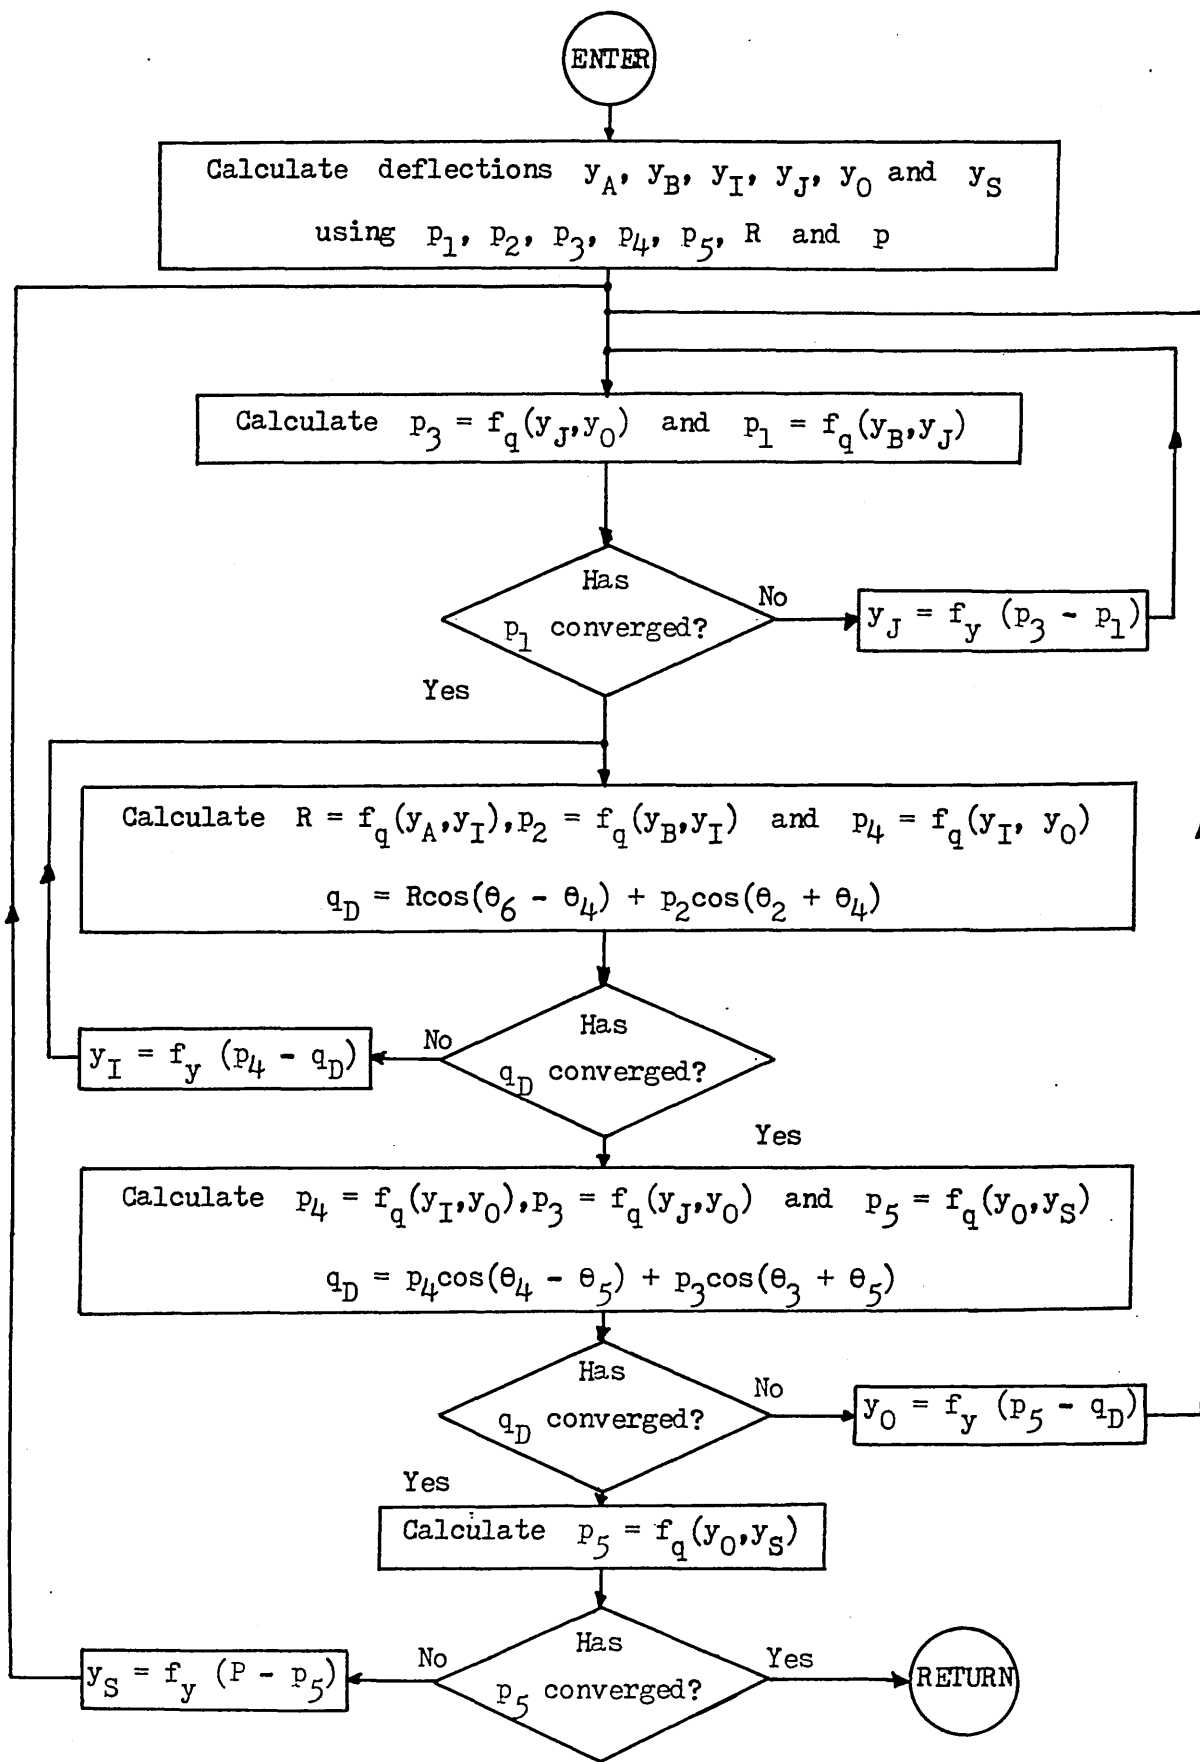 ENTER
Calculate deflections y_A, y_B, y_I, y_J, y_O and y_S
using p_1, p_2, p_3, p_4, p_5, R and p
Calculate p_3 = f_q(y_J,y_O) and p_1 = f_q(y_B,y_J)
Has
p_1 converged?
No
y_J = f_y (p_3 - p_1)
Yes
Calculate R = f_q(y_A,y_I),p_2 = f_q(y_B,y_I) and p_4 = f_q(y_I, y_O)
q_D = Rcos(θ_6 - θ_4) + p_2cos(θ_2 + θ_4)
Has
q_D converged?
No
y_I = f_y (p_4 - q_D)
Yes
Calculate p_4 = f_q(y_I,y_O),p_3 = f_q(y_J,y_O) and p_5 = f_q(y_O,y_S)
q_D = p_4cos(θ_4 - θ_5) + p_3cos(θ_3 + θ_5)
Has
q_D converged?
No
y_O = f_y (p_5 - q_D)
Yes
Calculate p_5 = f_q(y_O,y_S)
Has
p_5 converged?
No
y_S = f_y (P - p_5)
Yes
RETURN